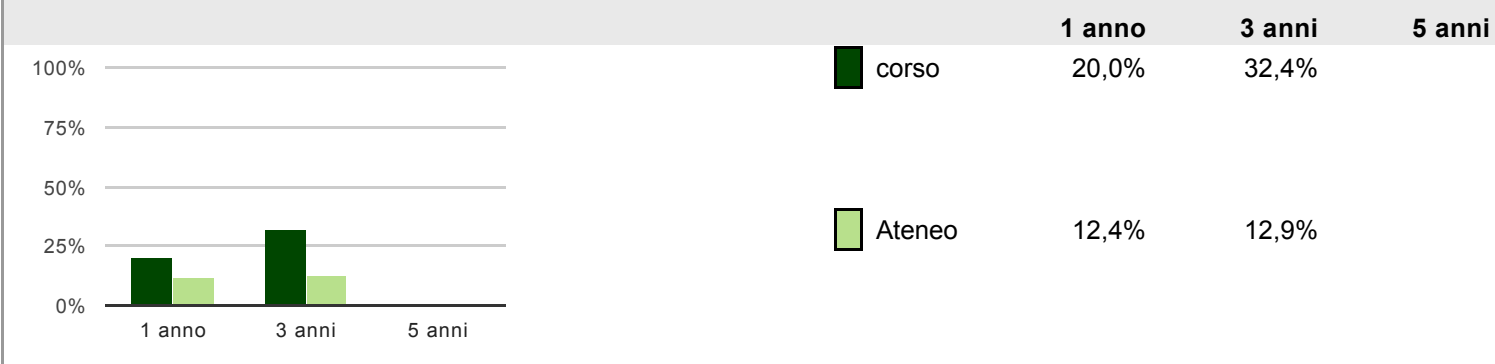 1 anno 3 anni 5 anni
100%
75%
50%
25%
0%
1 anno 3 anni 5 anni
corso 20,0% 32,4%
Ateneo 12,4% 12,9%